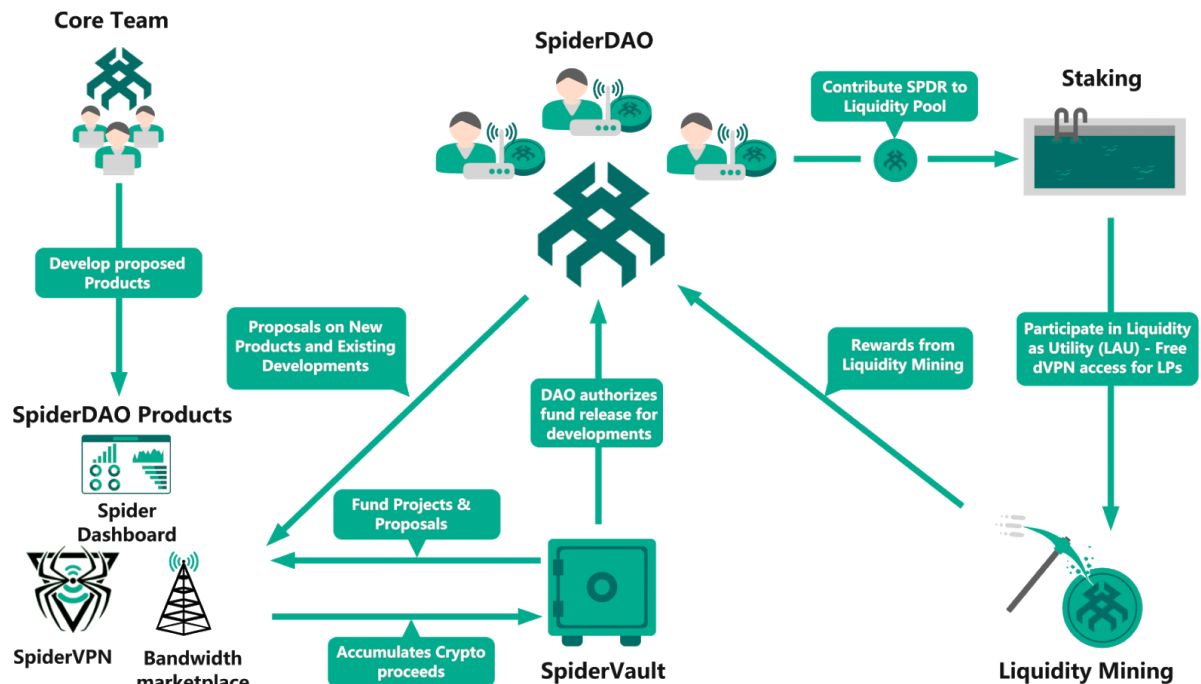 Core Team
SpiderDAO
Contribute SPDR to
Liquidity Pool
Staking
Develop proposed
Products
Proposals on New
Products and Existing
Developments
DAO authorizes
fund release for
developments
Rewards from
Liquidity Mining
Participate in Liquidity
as Utility (LAU) - Free
dVPN access for LPs
SpiderDAO Products
Spider
Dashboard
Fund Projects &
Proposals
SpiderVPN
Bandwidth
marketplace
Accumulates Crypto
proceeds
SpiderVault
Liquidity Mining